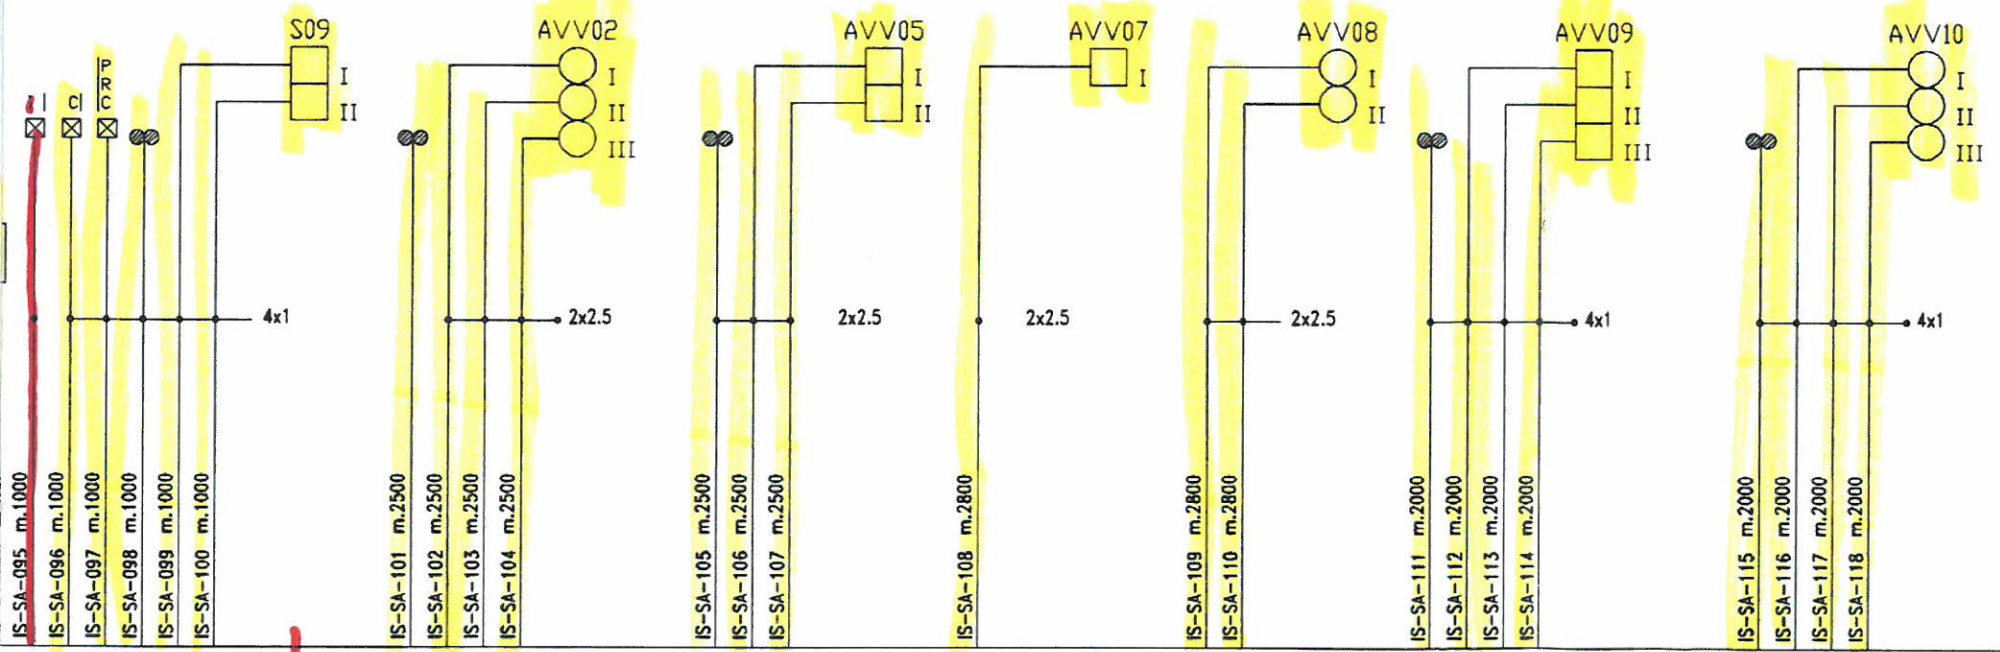 S09
I
II
C
PRC
4x1
IS-SA-095 m.1000
IS-SA-096 m.1000
IS-SA-097 m.1000
IS-SA-098 m.1000
IS-SA-099 m.1000
IS-SA-100 m.1000
AVV02
I
II
III
2x2.5
IS-SA-101 m.2500
IS-SA-102 m.2500
IS-SA-103 m.2500
IS-SA-104 m.2500
AVV05
I
II
2x2.5
IS-SA-105 m.2500
IS-SA-106 m.2500
IS-SA-107 m.2500
AVV07
I
2x2.5
IS-SA-108 m.2800
AVV08
I
II
2x2.5
IS-SA-109 m.2800
IS-SA-110 m.2800
AVV09
I
II
III
4x1
IS-SA-111 m.2000
IS-SA-112 m.2000
IS-SA-113 m.2000
IS-SA-114 m.2000
AVV10
I
II
III
4x1
IS-SA-115 m.2000
IS-SA-116 m.2000
IS-SA-117 m.2000
IS-SA-118 m.2000